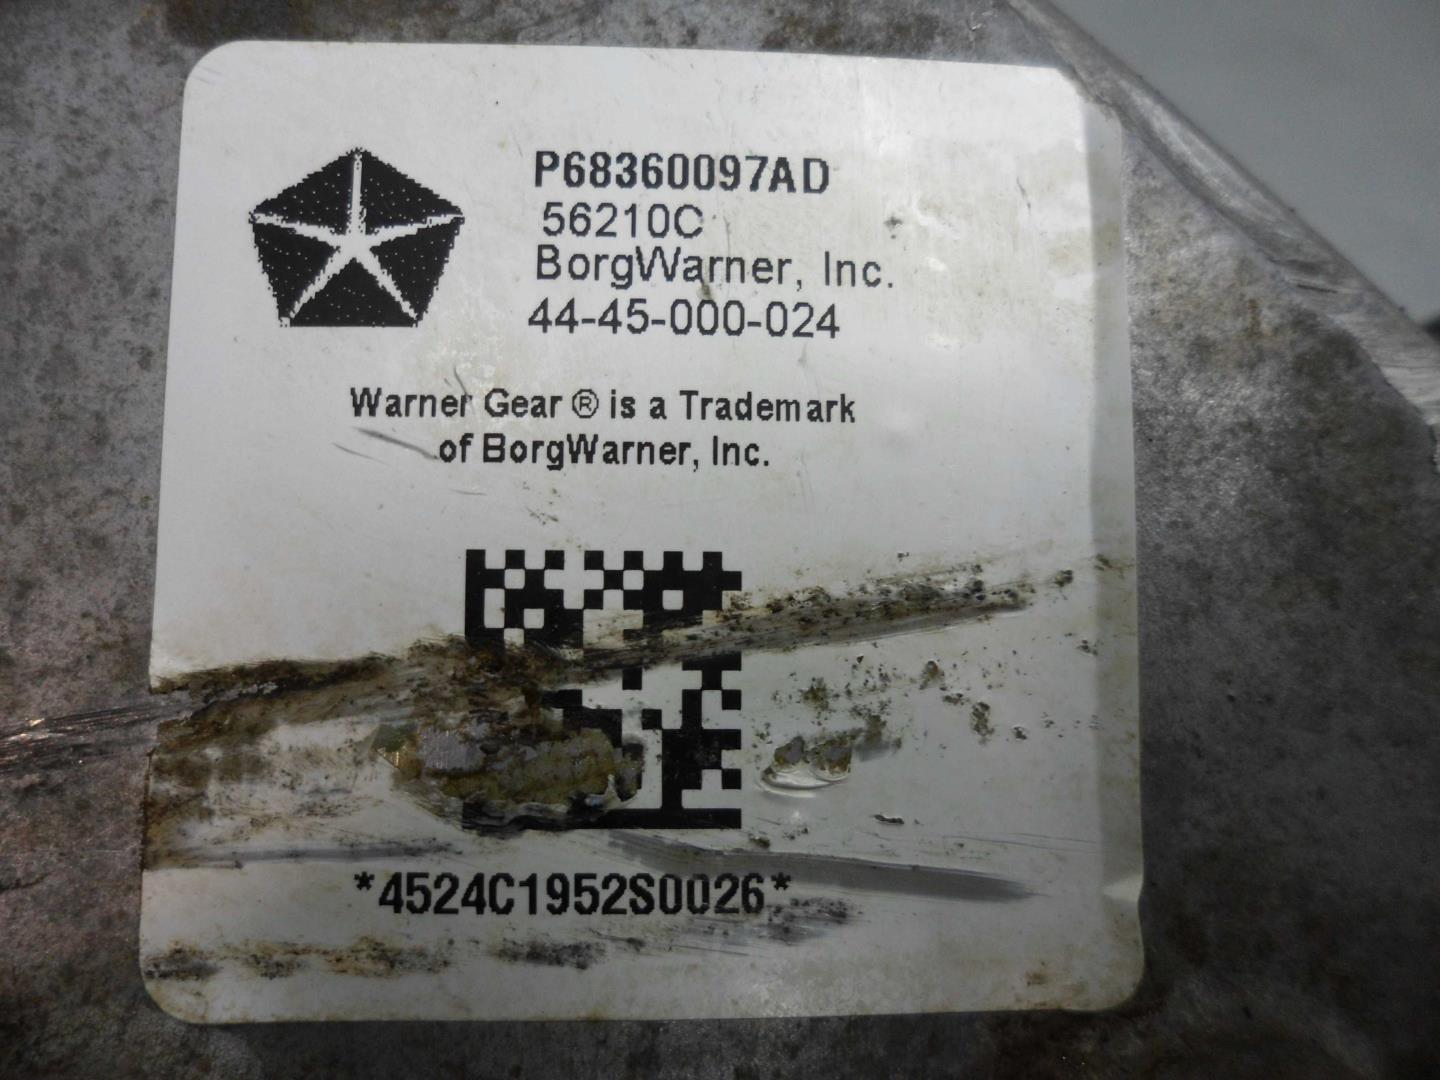 P68360097AD
56210C
BorgWarner, Inc.
44-45-000-024
Warner Gear ® is a Trademark
of BorgWarner, Inc.
*4524C1952S0026*